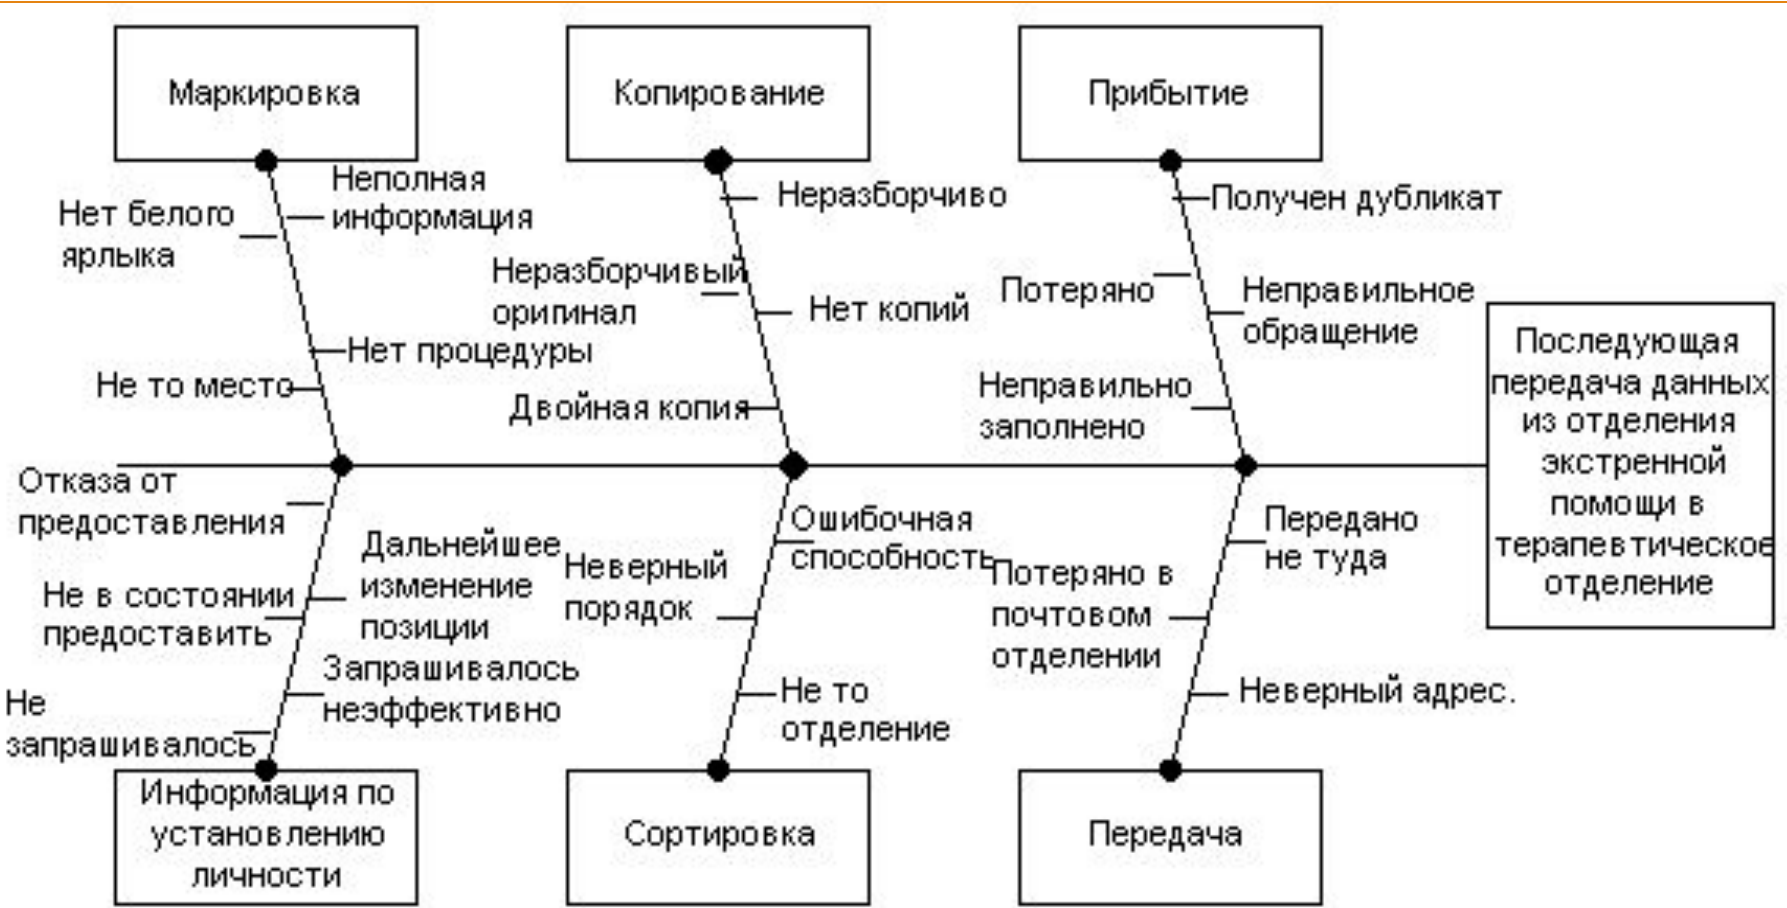 Маркировка
Копирование
Прибытие
Неполная
информация
Нет белого
ярлыка
Нет процедуры
Не то место
Неразборчиво
Неразборчивый
оригинал
Нет копий
Двойная копия
Получен дубликат
Потеряно
Неправильное
обращение
Неправильно
заполнено
Последующая
передача данных
из отделения
экстренной
помощи в
терапевтическое
отделение
Отказа от
предоставления
Дальнейшее
изменение
позиции
Не в состоянии
предоставить
Запрашивалось
неэффективно
Не
запрашивалось
Ошибочная
способность
Неверный
порядок
Не то
отделение
Передано
не туда
Потеряно в
почтовом
отделении
Неверный адрес.
Информация по
установлению
личности
Сортировка
Передача